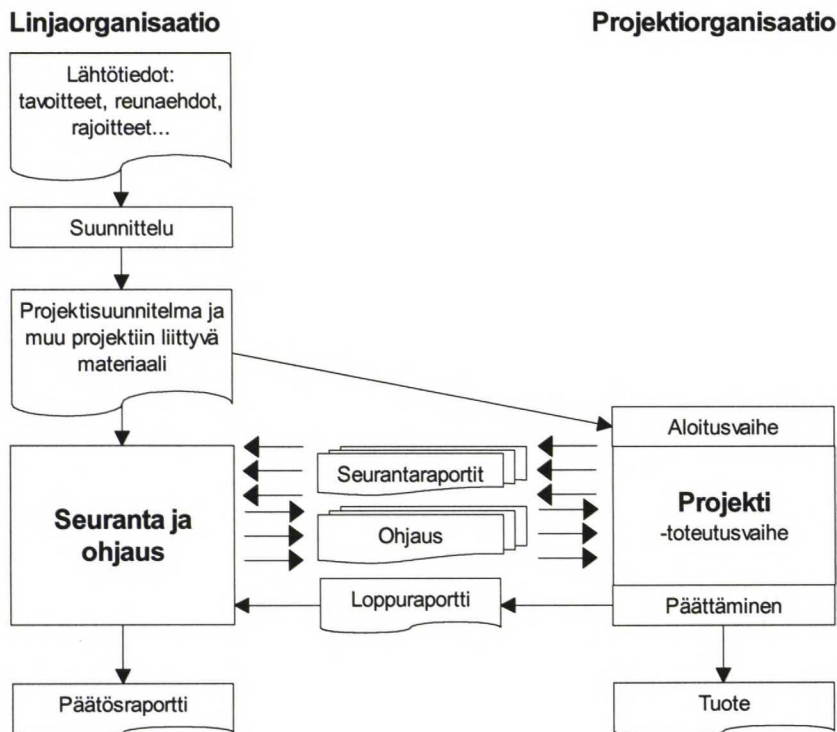 Linjaorganisaatio
Projektiorganisaatio
Lähtötiedot:
tavoitteet, reunaehdot,
rajoitteet...
Suunnittelu
Projektisuunnitelma ja
muu projektiin liittyvä
materiaali
Aloitusvaihe
Seurantaraportit
Seuranta ja
ohjaus
Projekti
-toteutusvaihe
Ohjaus
Loppuraportti
Päättäminen
Päätösraportti
Tuote